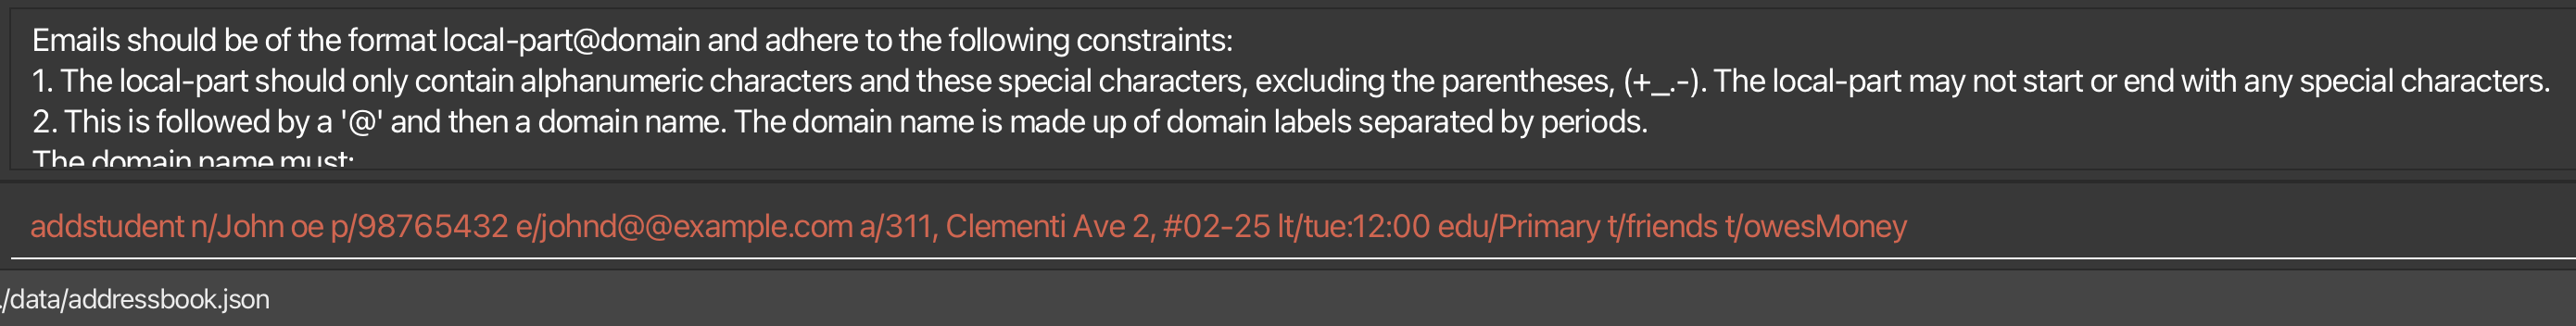 Emails should be of the format local-part@domain and adhere to the following constraints:
1. The local-part should only contain alphanumeric characters and these special characters, excluding the parentheses, (+_.-). The local-part may not start or end with any special characters.
2. This is followed by a '@' and then a domain name. The domain name is made up of domain labels separated by periods.
The domain name must:
addstudent n/John oe p/98765432 e/johnd@@example.com a/311, Clementi Ave 2, #02-25 lt/tue:12:00 edu/Primary t/friends t/owesMoney
./data/addressbook.json